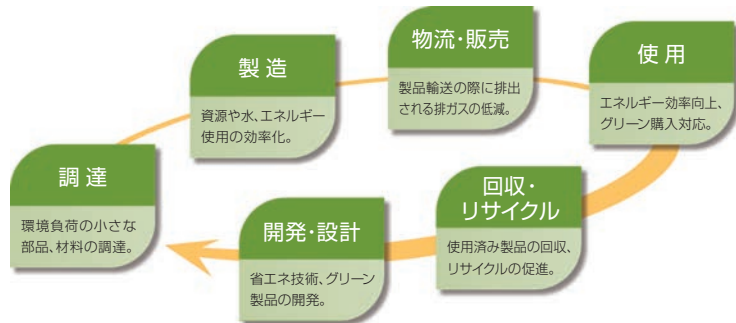 調達
環境負荷の小さな
部品、材料の調達。
製造
資源や水、エネルギー
使用の効率化。
物流・販売
製品輸送の際に排出
される排ガスの低減。
使用
エネルギー効率向上、
グリーン購入対応。
回収・
リサイクル
使用済み製品の回収、
リサイクルの促進。
開発・設計
省エネ技術、グリーン
製品の開発。